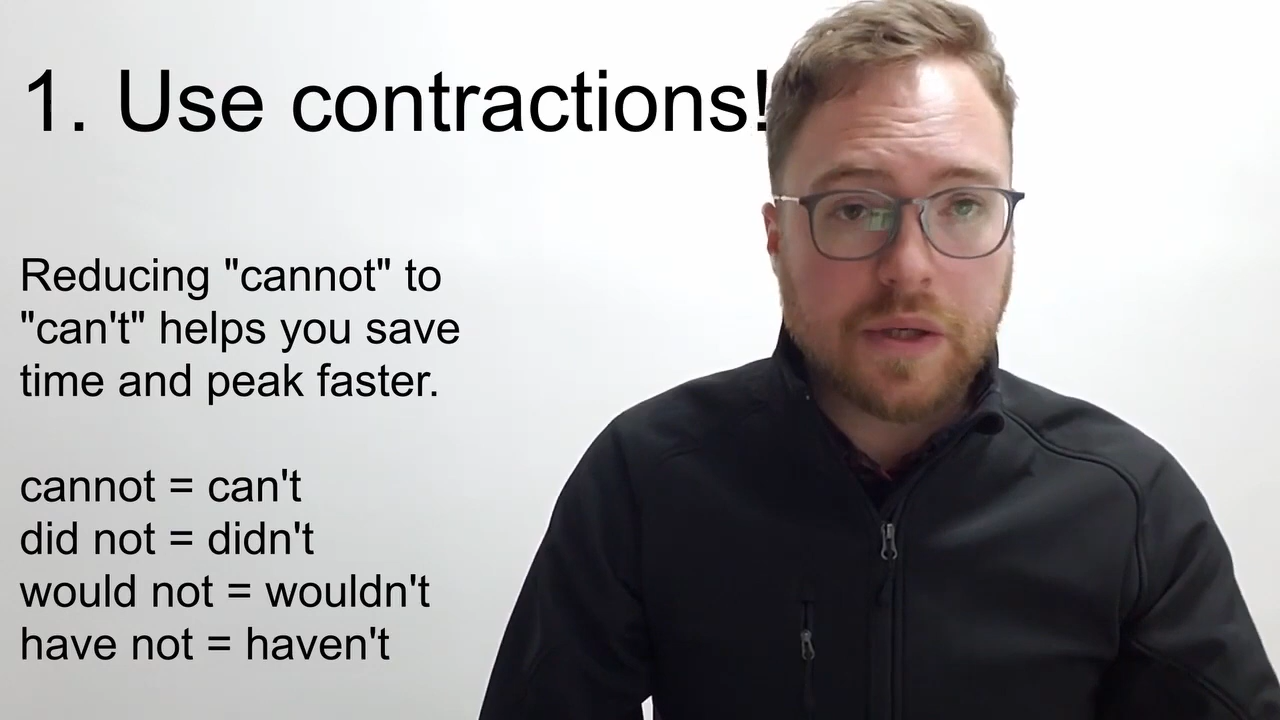 1. Use contractions!
Reducing "cannot" to
"can't" helps you save
time and peak faster.
cannot = can't
did not = didn't
would not = wouldn't
have not = haven't